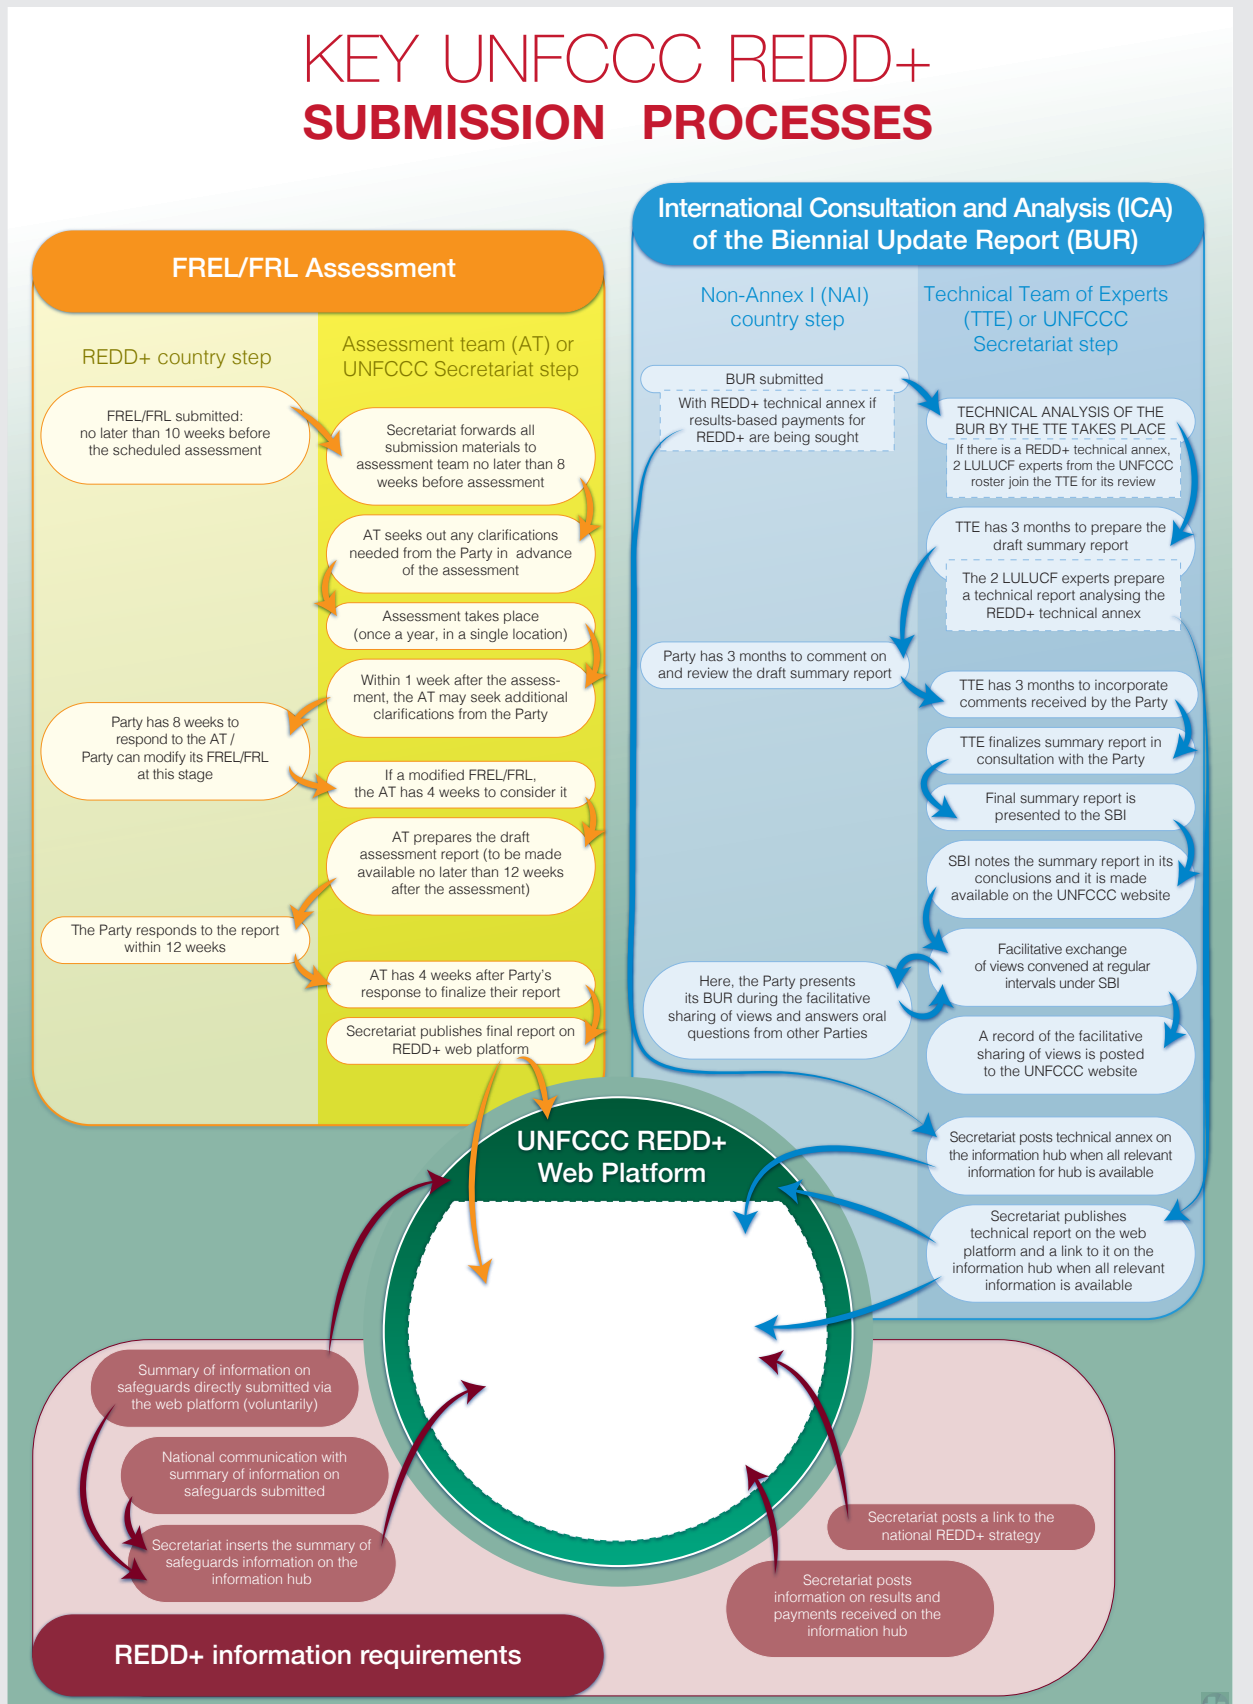 KEY UNFCCC REDD+
SUBMISSION PROCESSES
FREL/FRL Assessment
REDD+ country step
Assessment team (AT) or
UNFCCC Secretariat step
FREL/FRL submitted:
no later than 10 weeks before
the scheduled assessment
Secretariat forwards all
submission materials to
assessment team no later than 8
weeks before assessment
AT seeks out any clarifications
needed from the Party in advance
of the assessment
Assessment takes place
(once a year, in a single location)
Within 1 week after the assess-
ment, the AT may seek additional
clarifications from the Party
Party has 8 weeks to
respond to the AT /
Party can modify its FREL/FRL
at this stage
If a modified FREL/FRL,
the AT has 4 weeks to consider it
AT prepares the draft
assessment report (to be made
available no later than 12 weeks
after the assessment)
The Party responds to the report
within 12 weeks
AT has 4 weeks after Party's
response to finalize their report
Secretariat publishes final report on
REDD+ web platform
International Consultation and Analysis (ICA)
of the Biennial Update Report (BUR)
Non-Annex I (NAI)
country step
Technical Team of Experts
(TTE) or UNFCCC
Secretariat step
BUR submitted
With REDD+ technical annex if
results-based payments for
REDD+ are being sought
TECHNICAL ANALYSIS OF THE
BUR BY THE TTE TAKES PLACE
If there is a REDD+ technical annex,
2 LULUCF experts from the UNFCCC
roster join the TTE for its review
TTE has 3 months to prepare the
draft summary report
The 2 LULUCF experts prepare
a technical report analysing the
REDD+ technical annex
Party has 3 months to comment on
and review the draft summary report
TTE has 3 months to incorporate
comments received by the Party
TTE finalizes summary report in
consultation with the Party
Final summary report is
presented to the SBI
SBI notes the summary report in its
conclusions and it is made
available on the UNFCCC website
Facilitative exchange
of views convened at regular
intervals under SBI
Here, the Party presents
its BUR during the facilitative
sharing of views and answers oral
questions from other Parties
A record of the facilitative
sharing of views is posted
to the UNFCCC website
Secretariat posts technical annex on
the information hub when all relevant
information for hub is available
Secretariat publishes
technical report on the web
platform and a link to it on the
information hub when all relevant
information is available
UNFCCC REDD+
Web Platform
Summary of information on
safeguards directly submitted via
the web platform (voluntarily)
National communication with
summary of information on
safeguards submitted
Secretariat inserts the summary of
safeguards information on the
information hub
Secretariat posts a link to the
national REDD+ strategy
Secretariat posts
information on results and
payments received on the
information hub
REDD+ information requirements